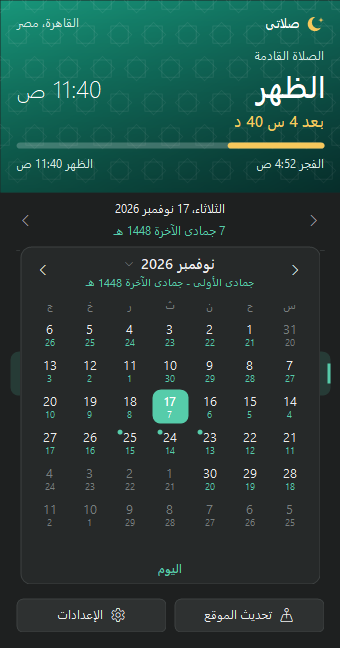 صلاتي
القاهرة، مصر
الصلاة القادمة
الظهر
11:40 ص
بعد 4 س 40 د
الفجر 4:52 ص
الظهر 11:40 ص
الثلاثاء، 17 نوفمبر 2026
7 جمادى الآخرة 1448 هـ
نوفمبر 2026
جمادى الأولى - جمادى الآخرة 1448 هـ
س ح ن ث ر خ ج
31 1 2 3 4 5 6
20 21 22 23 24 25 26
7 8 9 10 11 12 13
27 28 29 30 1 2 3
14 15 16 17 18 19 20
4 5 6 7 8 9 10
21 22 23 24 25 26 27
11 12 13 14 15 16 17
28 29 30 1 2 3 4
18 19 20 21 22 23 24
5 6 7 8 9 10 11
25 26 27 28 29 1 2
اليوم
تحديث الموقع
الإعدادات